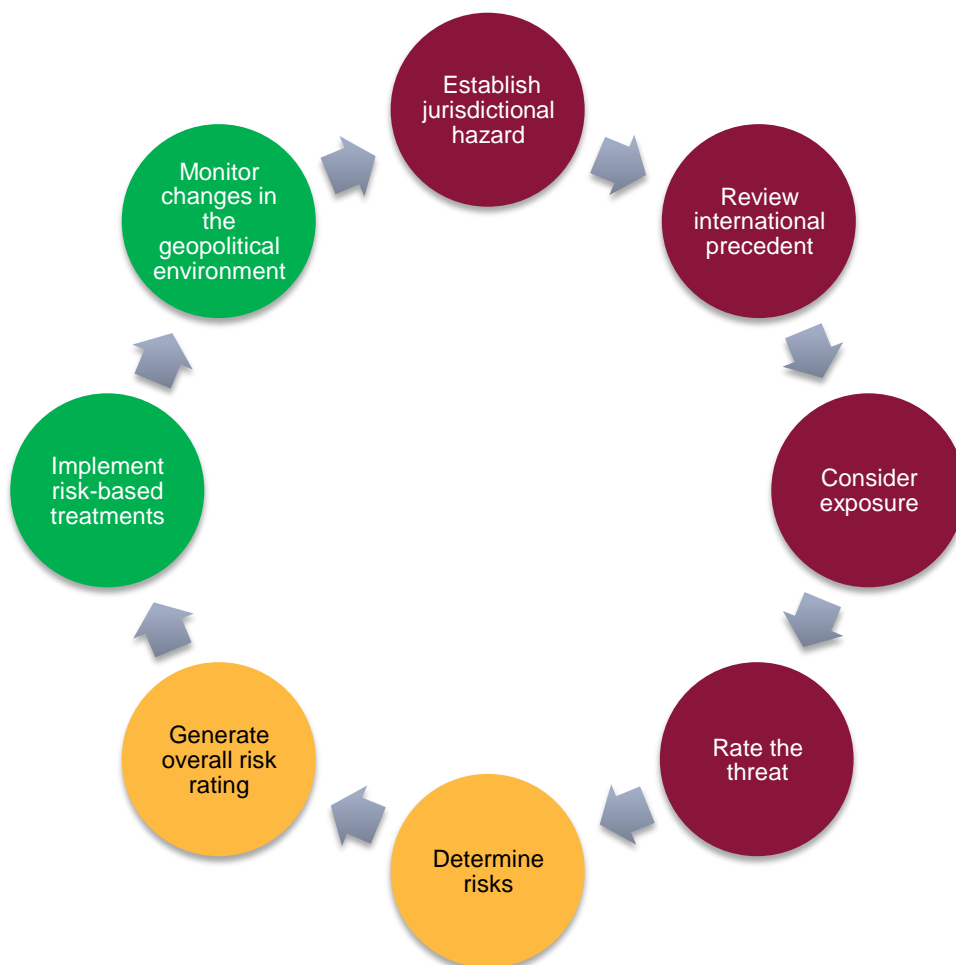 Establish
jurisdictional
hazard
Review
international
precedent
Consider
exposure
Rate the
threat
Determine
risks
Generate
overall risk
rating
Implement
risk-based
treatments
Monitor
changes in
the
geopolitical
environment